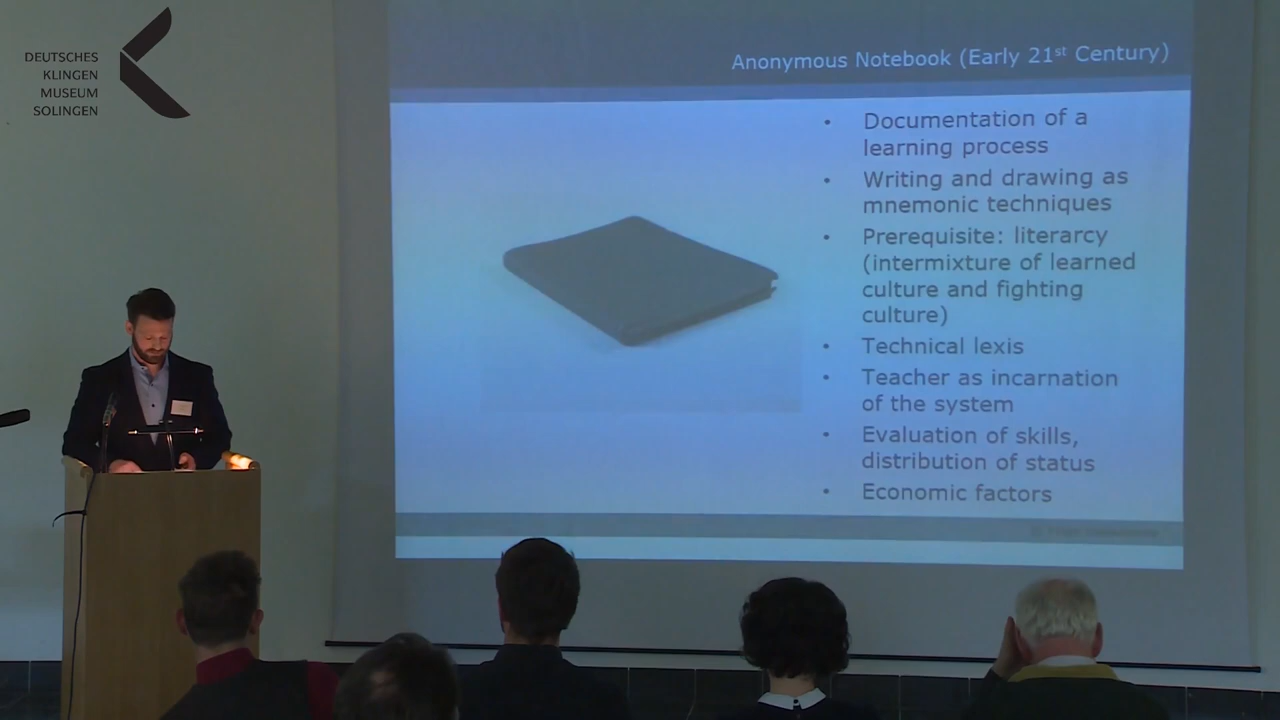 DEUTSCHES
KLINGEN
MUSEUM
SOLINGEN
Anonymous Notebook (Early 21st Century)
• Documentation of a
learning process
• Writing and drawing as
mnemonic techniques
• Prerequisite: literarcy
(intermixture of learned
culture and fighting
culture)
• Technical lexis
• Teacher as incarnation
of the system
• Evaluation of skills,
distribution of status
• Economic factors